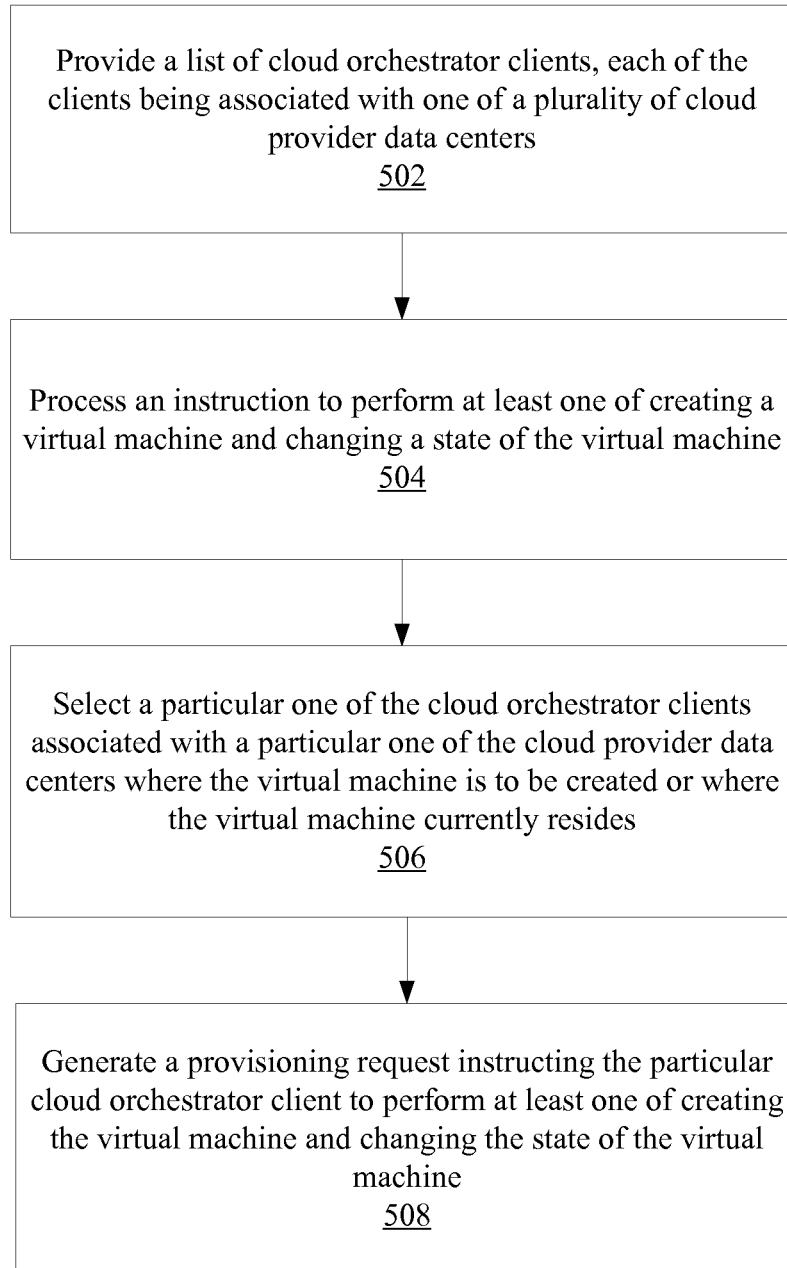 Provide a list of cloud orchestrator clients, each of the
clients being associated with one of a plurality of cloud
provider data centers
502
Process an instruction to perform at least one of creating a
virtual machine and changing a state of the virtual machine
504
Select a particular one of the cloud orchestrator clients
associated with a particular one of the cloud provider data
centers where the virtual machine is to be created or where
the virtual machine currently resides
506
Generate a provisioning request instructing the particular
cloud orchestrator client to perform at least one of creating
the virtual machine and changing the state of the virtual
machine
508